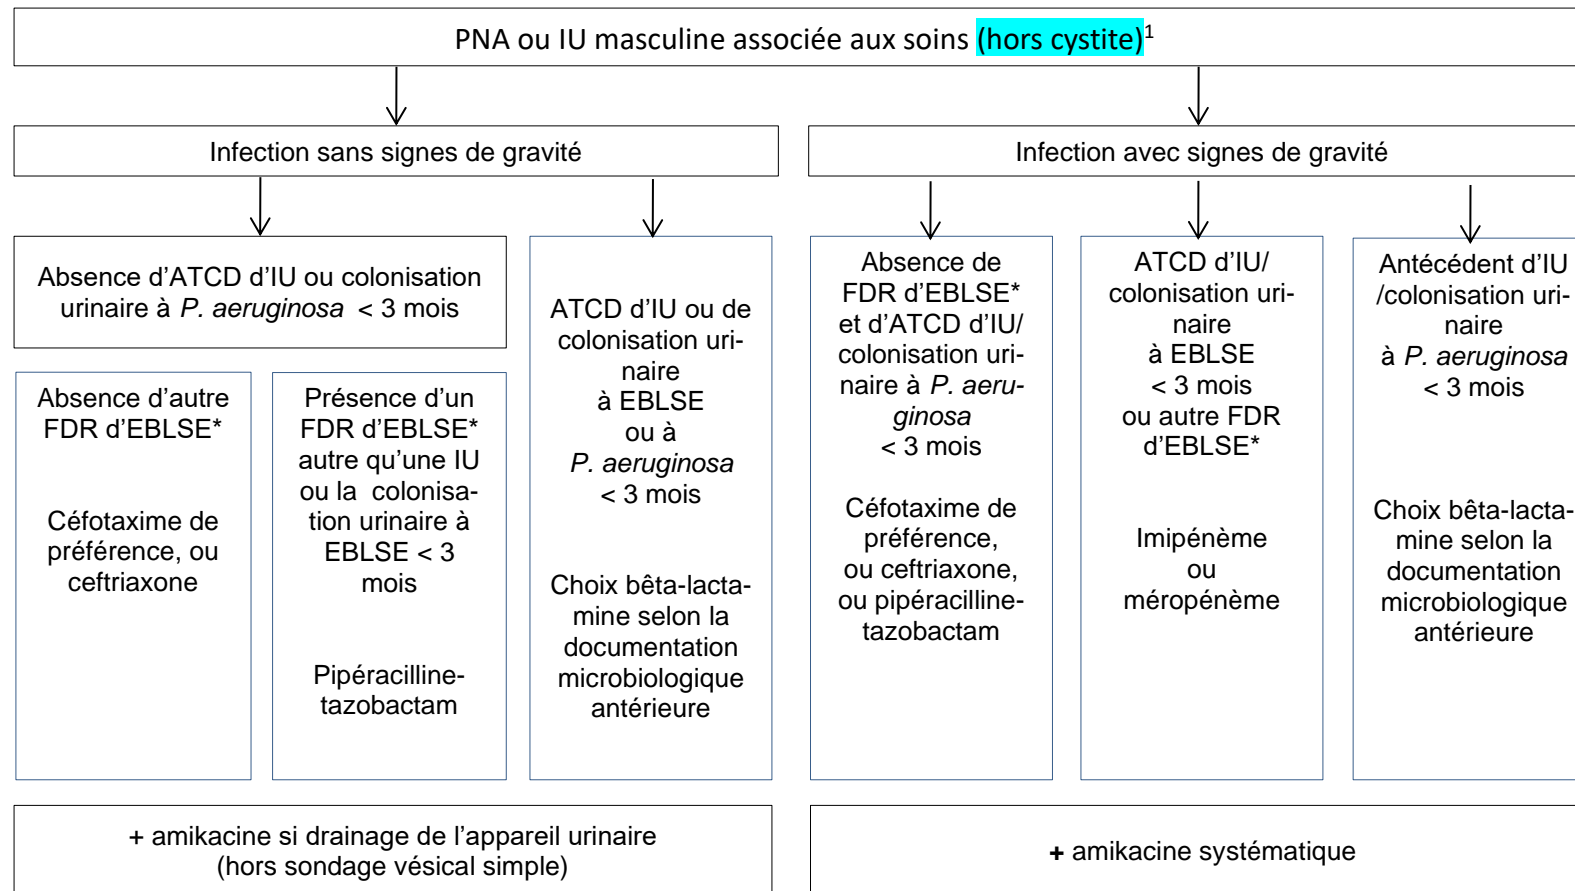 PNA ou IU masculine associée aux soins (hors cystite)1
Infection sans signes de gravité
Infection avec signes de gravité
Absence d’ATCD d’IU ou colonisation
urinaire à P. aeruginosa < 3 mois
Absence d’autre
FDR d’EBLSE*
Céfotaxime de
préférence, ou
ceftriaxone
Présence d’un
FDR d’EBLSE*
autre qu’une IU
ou la colonisa-
tion urinaire à
EBLSE < 3
mois
Pipéracilline-
tazobactam
ATCD d’IU ou de
colonisation uri-
naire
à EBLSE
ou à
P. aeruginosa
< 3 mois
Choix bêta-lacta-
mine selon la
documentation
microbiologique
antérieure
Absence de
FDR d’EBLSE*
et d’ATCD d’IU/
colonisation uri-
naire à P. aeru-
ginosa
< 3 mois
Céfotaxime de
préférence,
ou ceftriaxone,
ou pipéracilline-
tazobactam
ATCD d’IU/
colonisation uri-
naire
à EBLSE
< 3 mois
ou autre FDR
d’EBLSE*
Imipénème
ou
méropénème
Antécédent d’IU
/colonisation uri-
naire
à P. aeruginosa
< 3 mois
Choix bêta-lacta-
mine selon la
documentation
microbiologique
antérieure
+ amikacine si drainage de l’appareil urinaire
(hors sondage vésical simple)
+ amikacine systématique